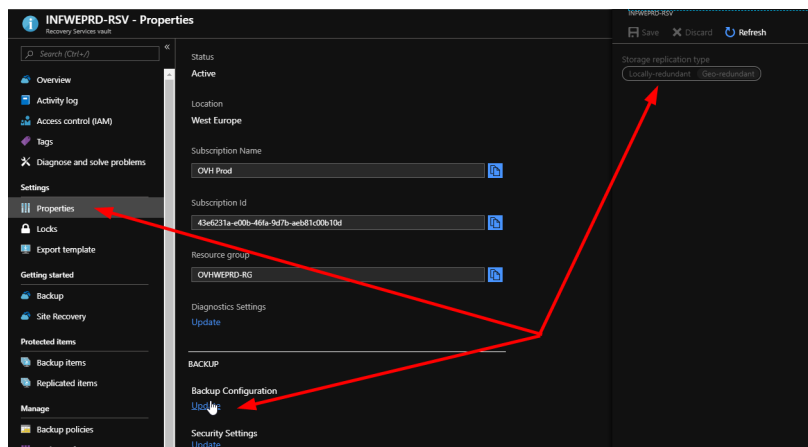 INFWEPRD-RSV - Properties
Recovery Services vault
Search (Ctrl+/)
Overview
Activity log
Access control (IAM)
Tags
Diagnose and solve problems
Settings
Properties
Locks
Export template
Getting started
Backup
Site Recovery
Protected items
Backup items
Replicated items
Manage
Backup policies
Status
Active
Location
West Europe
Subscription Name
OVH Prod
Subscription Id
43e6231a-e00b-46fa-9d7b-aeb81c00b10d
Resource group
OVHWEPRD-RG
Diagnostics Settings
Update
BACKUP
Backup Configuration
Update
Security Settings
Update
INFWEPRD-RSV
Save Discard Refresh
Storage replication type
Locally-redundant Geo-redundant